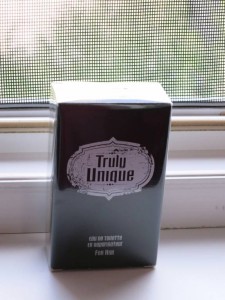 Truly
Unique
EAU DE TOILETTE
EN VAPORISATEUR
For Him